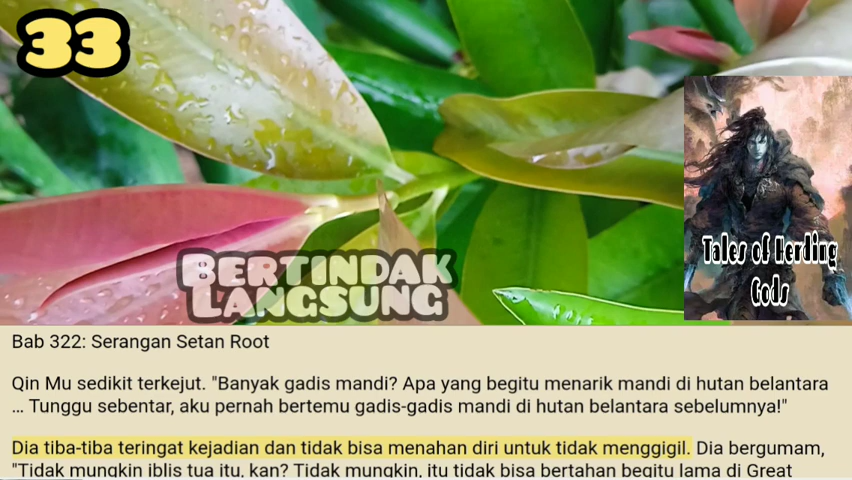 33
Tales of Herding
Gods
BERTINDAK
LANGSUNG
Bab 322: Serangan Setan Root
Qin Mu sedikit terkejut. "Banyak gadis mandi? Apa yang begitu menarik mandi di hutan belantara
... Tunggu sebentar, aku pernah bertemu gadis-gadis mandi di hutan belantara sebelumnya!"
Dia tiba-tiba teringat kejadian dan tidak bisa menahan diri untuk tidak menggigil. Dia bergumam,
"Tidak mungkin iblis tua itu, kan? Tidak mungkin, itu tidak bisa bertahan begitu lama di Great